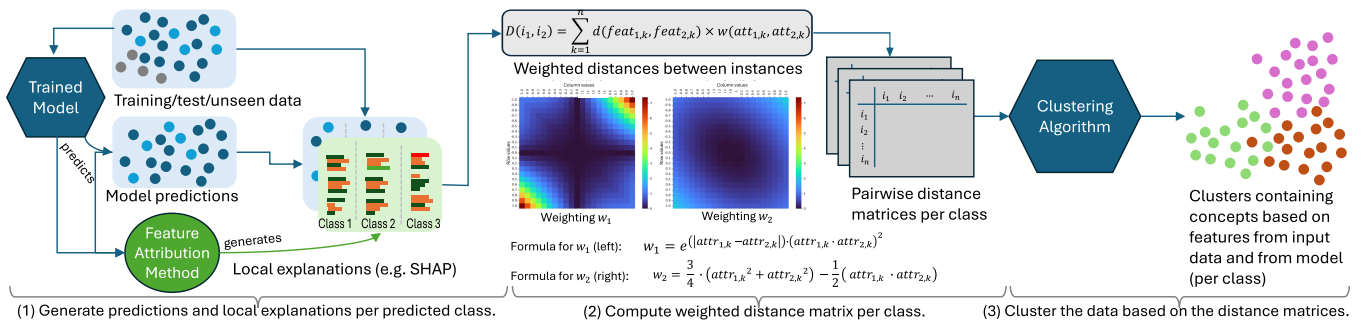 Trained
Model
Training/test/unseen data
predicts
Model predictions
Feature
Attribution
Method
generates
Class 1
Class 2
Class 3
Local explanations (e.g. SHAP)
(1) Generate predictions and local explanations per predicted class.
D(i₁, i₂) = ∑ₖ₌₁ⁿ d(feat₁,ₖ, feat₂,ₖ) × w(att₁,ₖ, att₂,ₖ)
Weighted distances between instances
Column values
Row values
Weighting w₁
Column values
Row values
Weighting w₂
Formula for w₁ (left): w₁ = e^(|attr₁,ₖ −attr₂,ₖ|)·(attr₁,ₖ · attr₂,ₖ)²
Formula for w₂ (right): w₂ = 3/4 · (attr₁,ₖ² + attr₂,ₖ²) − 1/2 (attr₁,ₖ · attr₂,ₖ)
i₁ i₂ ⋯ iₙ
i₁
i₂
⋮
iₙ
Pairwise distance
matrices per class
(2) Compute weighted distance matrix per class.
Clustering
Algorithm
Clusters containing
concepts based on
features from input
data and from model
(per class)
(3) Cluster the data based on the distance matrices.